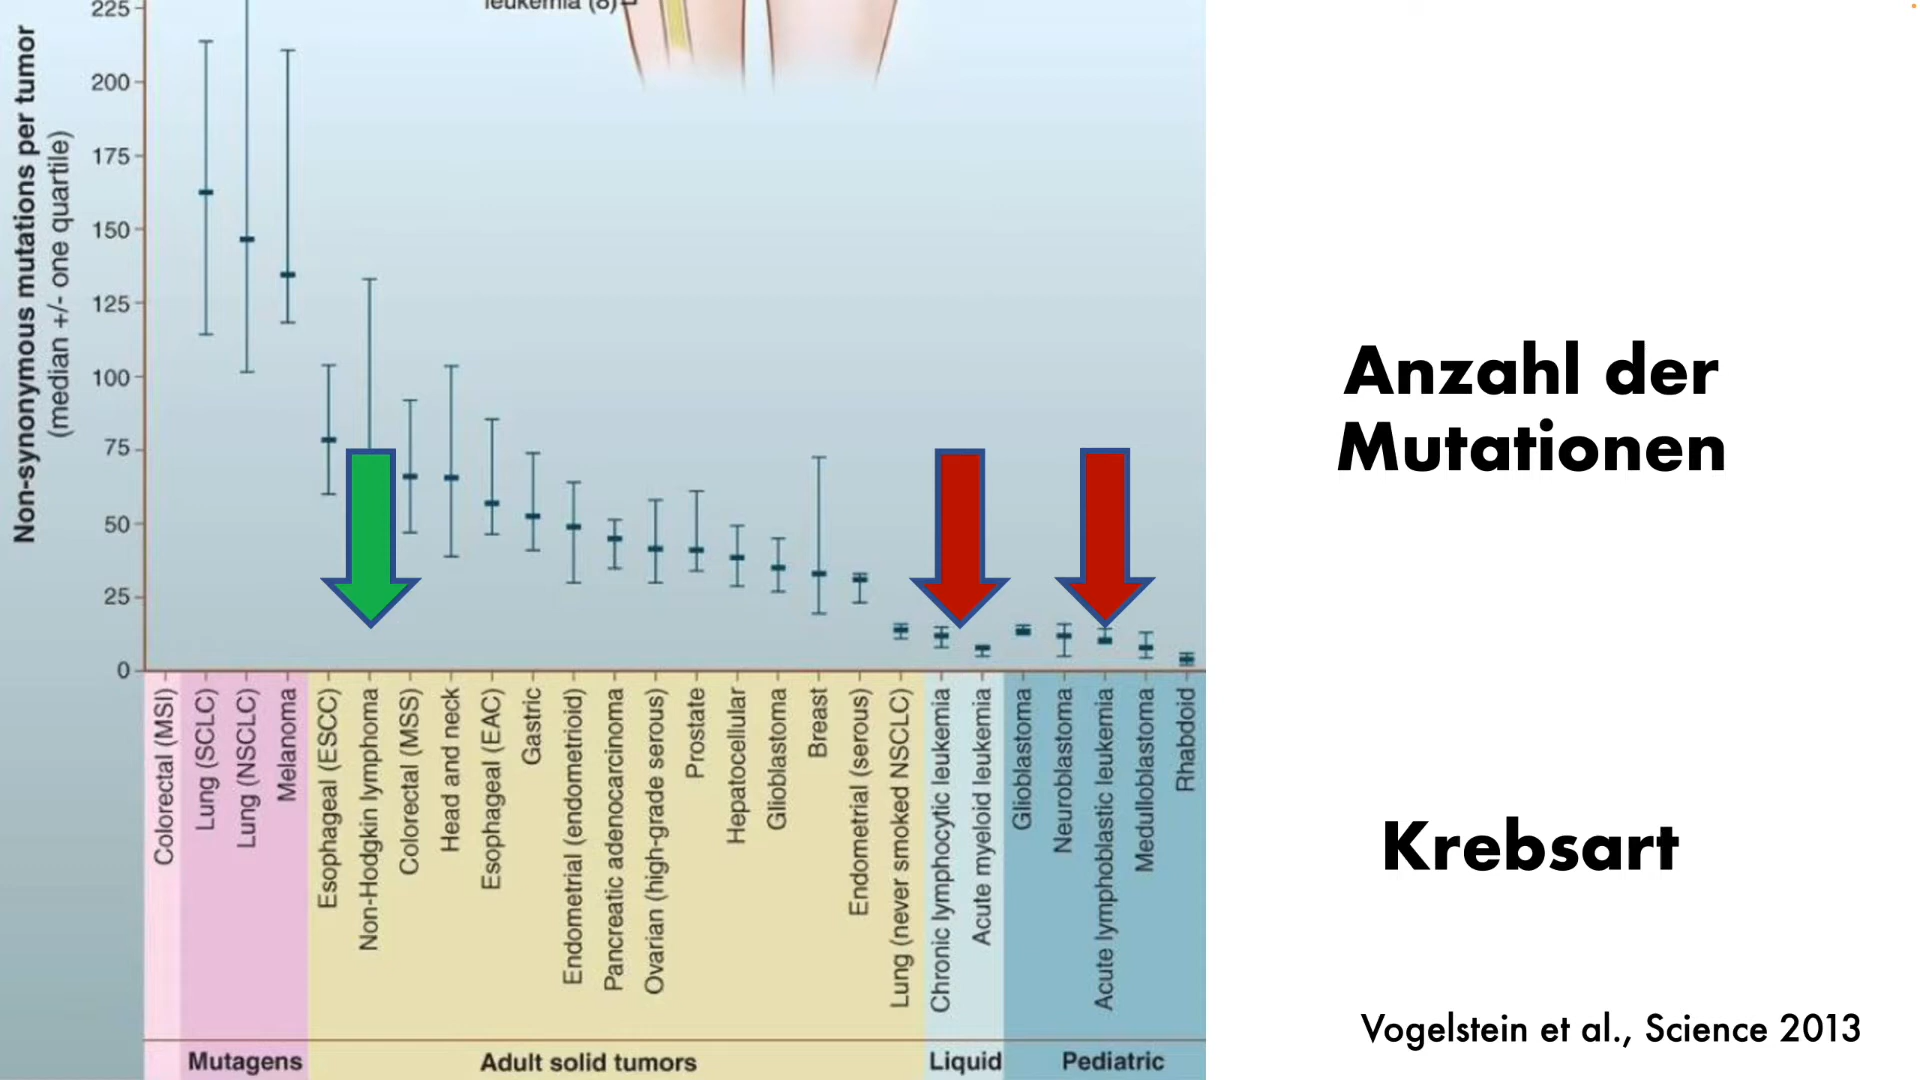 leukemia (8)
Non-synonymous mutations per tumor
(median +/- one quartile)
225
200
175
150
125
100
75
50
25
0
Colorectal (MSI)
Lung (SCLC)
Lung (NSCLC)
Melanoma
Esophageal (ESCC)
Non-Hodgkin lymphoma
Colorectal (MSS)
Head and neck
Esophageal (EAC)
Gastric
Endometrial (endometrioid)
Pancreatic adenocarcinoma
Ovarian (high-grade serous)
Prostate
Hepatocellular
Glioblastoma
Breast
Endometrial (serous)
Lung (never smoked NSCLC)
Chronic lymphocytic leukemia
Acute myeloid leukemia
Glioblastoma
Neuroblastoma
Acute lymphoblastic leukemia
Medulloblastoma
Rhabdoid
Mutagens
Adult solid tumors
Liquid
Pediatric
Anzahl der
Mutationen
Krebsart
Vogelstein et al., Science 2013